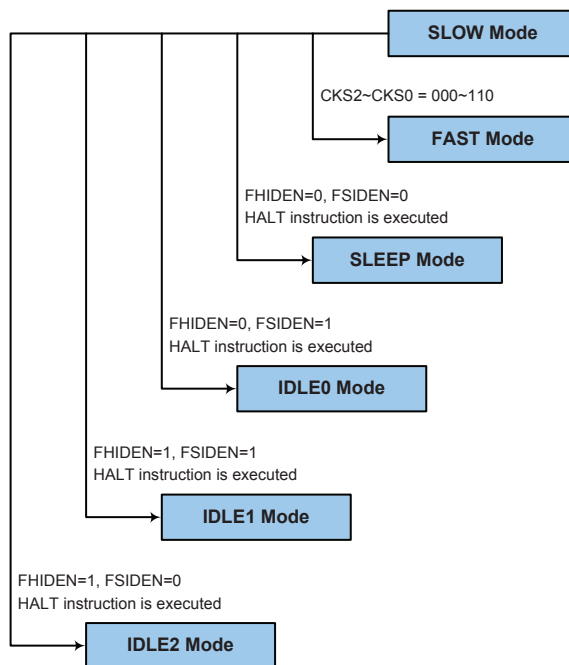 SLOW Mode
CKS2~CKS0 = 000~110
FAST Mode
FHIDEN=0, FSIDEN=0
HALT instruction is executed
SLEEP Mode
FHIDEN=0, FSIDEN=1
HALT instruction is executed
IDLE0 Mode
FHIDEN=1, FSIDEN=1
HALT instruction is executed
IDLE1 Mode
FHIDEN=1, FSIDEN=0
HALT instruction is executed
IDLE2 Mode